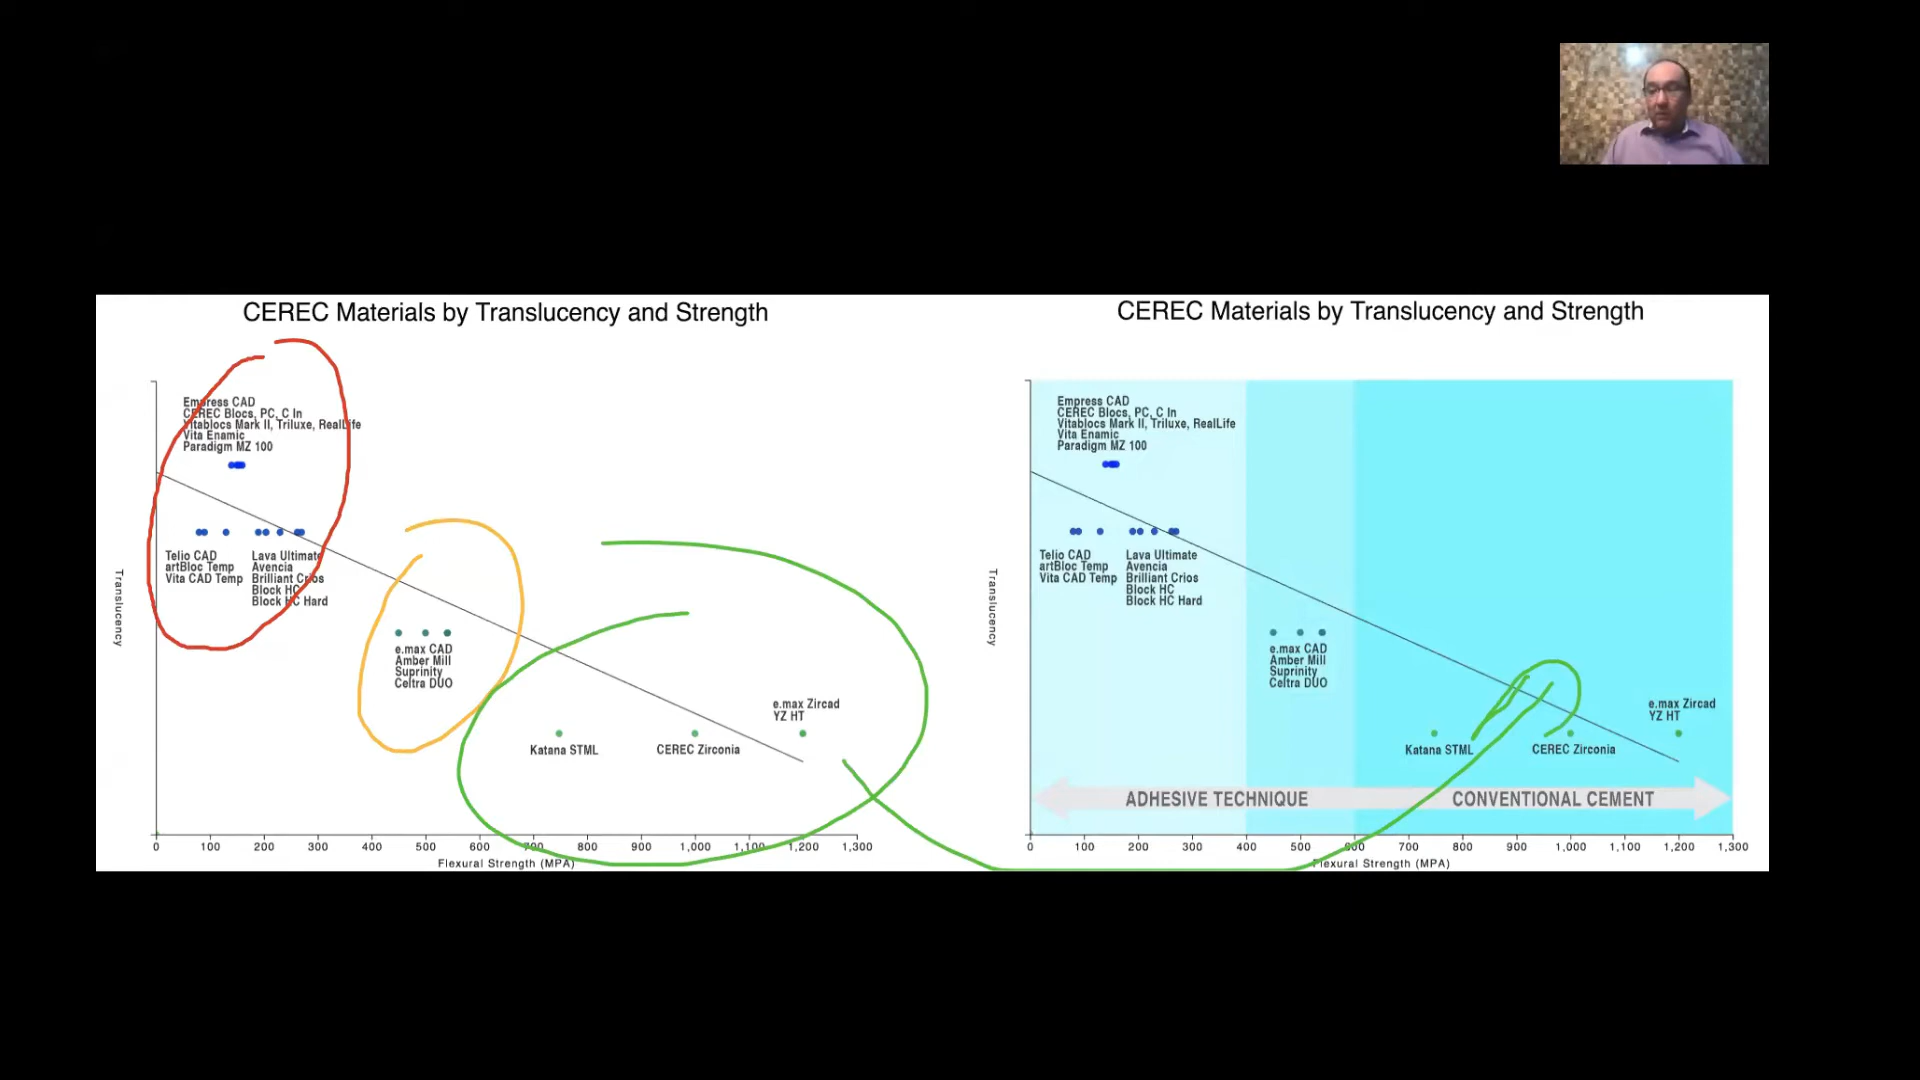 CEREC Materials by Translucency and Strength
Empress CAD
CEREC Blocs, PC, C In
Vitablocs Mark II, Triluxe, RealLife
Vita Enamic
Paradigm MZ 100
Telio CAD
artBloc Temp
Vita CAD Temp
Lava Ultimate
Avencia
Brilliant Crios
Block HC
Block HC Hard
Translucency
e.max CAD
Amber Mill
Suprinity
Celtra DUO
e.max Zircad
YZ HT
Katana STML
CEREC Zirconia
0 100 200 300 400 500 600 700 800 900 1,000 1,100 1,200 1,300
Flexural Strength (MPA)
CEREC Materials by Translucency and Strength
Empress CAD
CEREC Blocs, PC, C In
Vitablocs Mark II, Triluxe, RealLife
Vita Enamic
Paradigm MZ 100
Telio CAD
artBloc Temp
Vita CAD Temp
Lava Ultimate
Avencia
Brilliant Crios
Block HC
Block HC Hard
Translucency
e.max CAD
Amber Mill
Suprinity
Celtra DUO
e.max Zircad
YZ HT
Katana STML
CEREC Zirconia
ADHESIVE TECHNIQUE
CONVENTIONAL CEMENT
0 100 200 300 400 500 600 700 800 900 1,000 1,100 1,200 1,300
Flexural Strength (MPA)